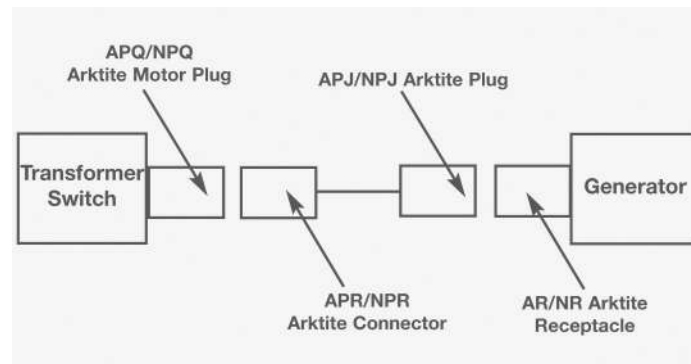 APQ/NPQ
Arktite Motor Plug
APJ/NPJ Arktite Plug
Transformer
Switch
Generator
APR/NPR
Arktite Connector
AR/NR Arktite
Receptacle